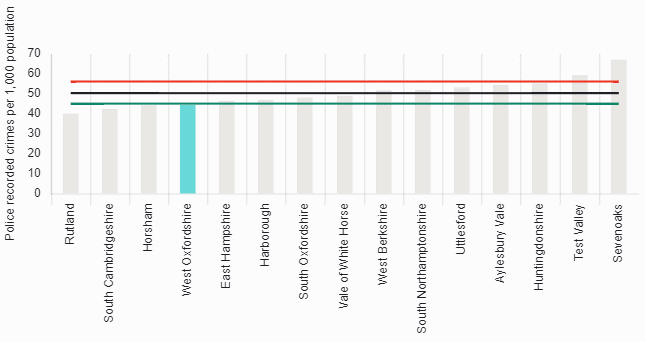 Police recorded crimes per 1,000 population
70
60
50
40
30
20
10
0
Rutland
South Cambridgeshire
Horsham
West Oxfordshire
East Hampshire
Harborough
South Oxfordshire
Vale of White Horse
West Berkshire
South Northamptonshire
Uttlesford
Aylesbury Vale
Huntingdonshire
Test Valley
Sevenoaks